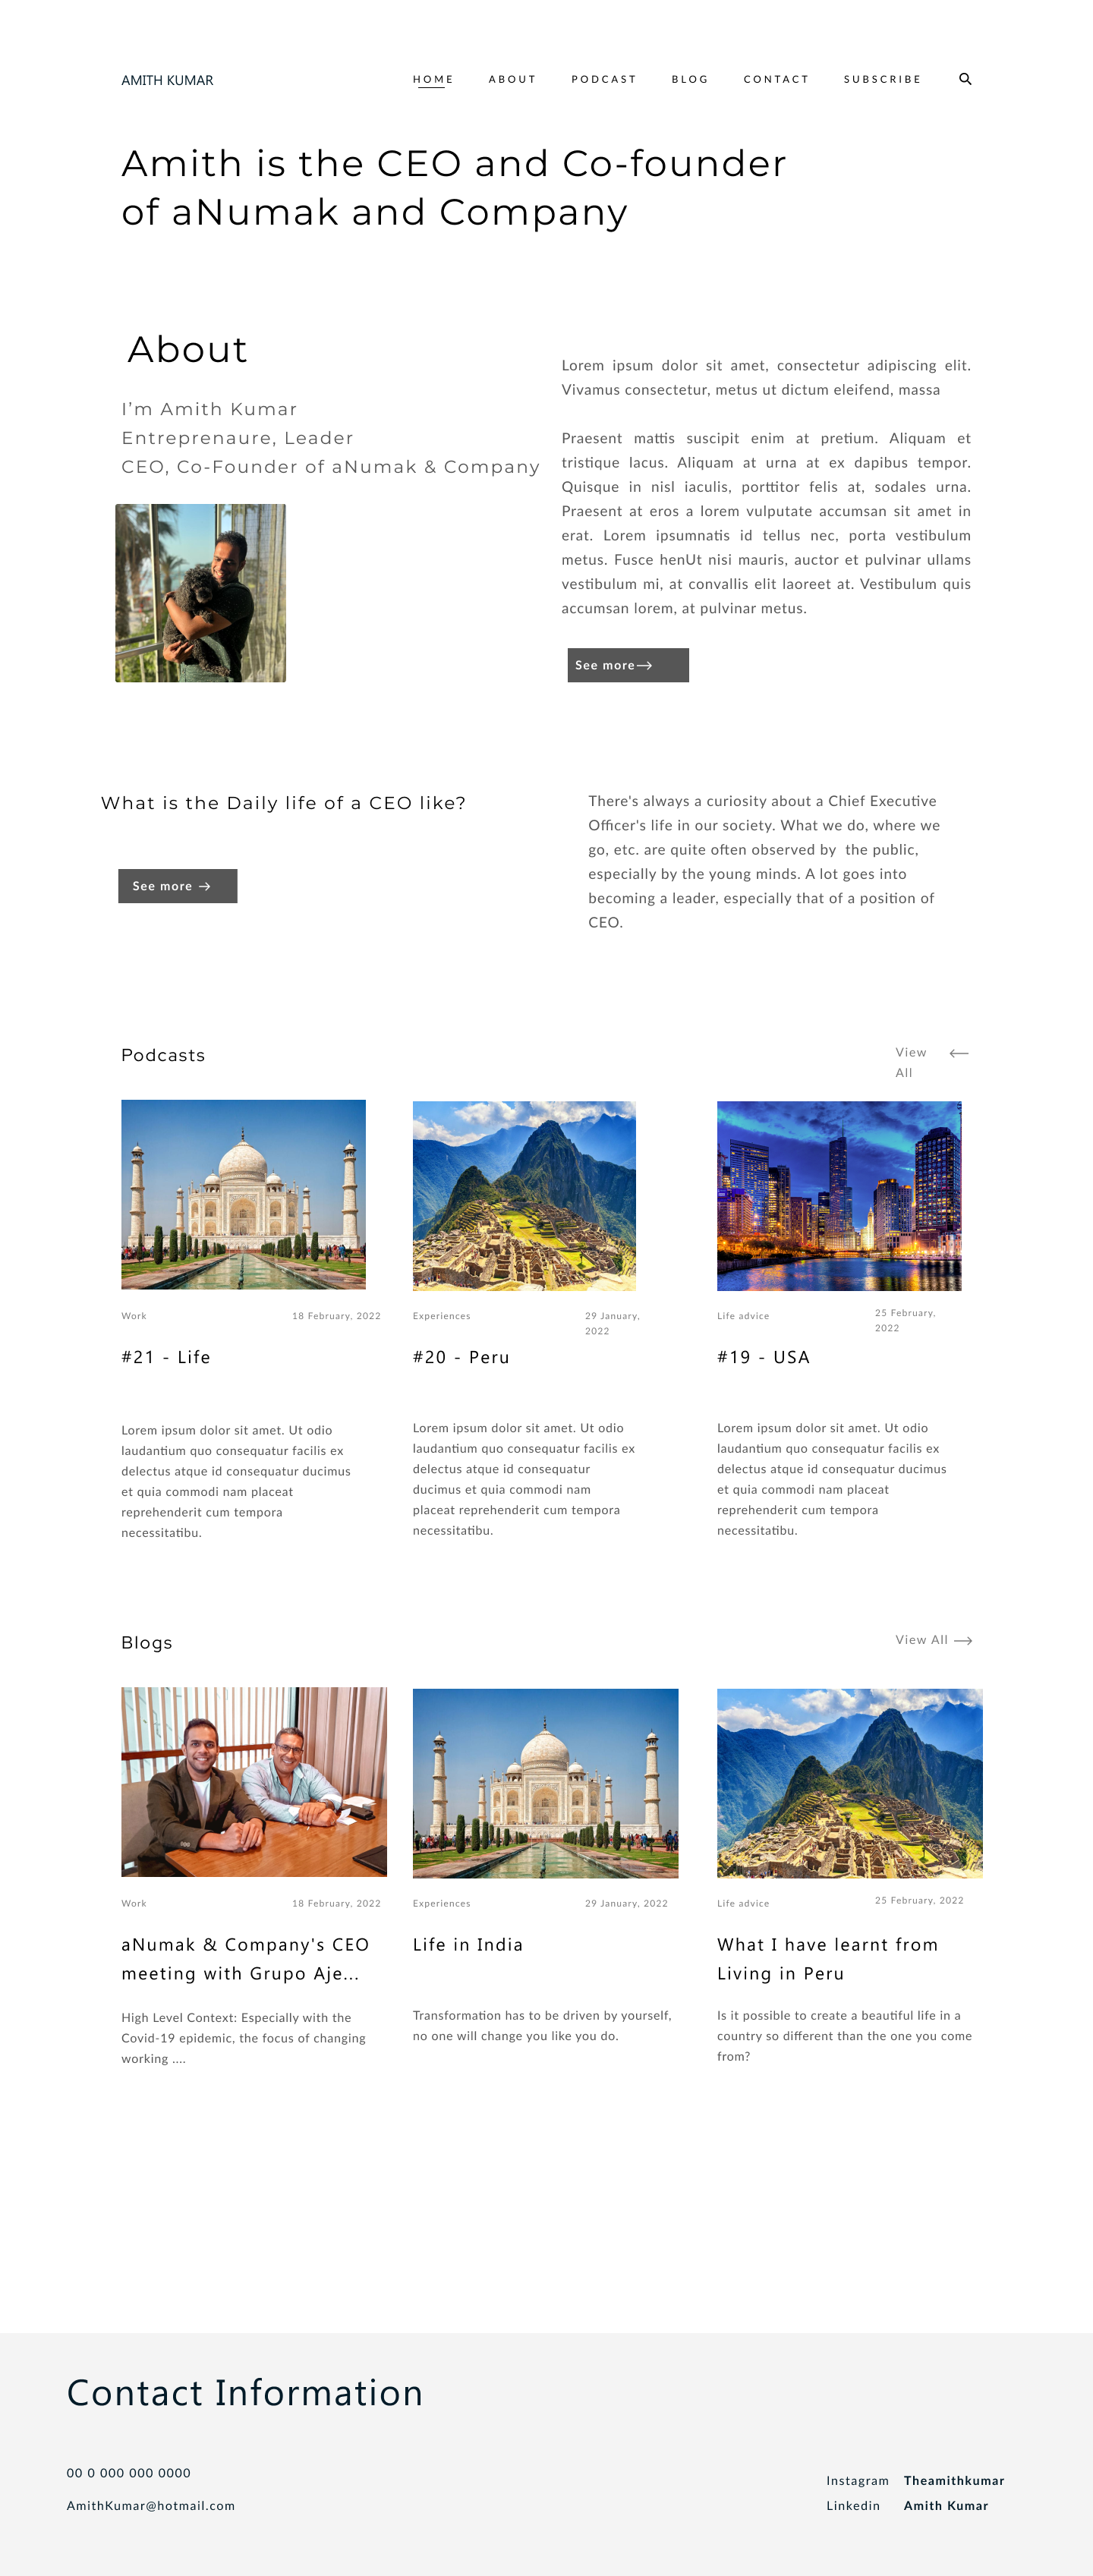 AMITH KUMAR
HOME ABOUT PODCAST BLOG CONTACT SUBSCRIBE
Amith is the CEO and Co-founder
of aNumak and Company
About
I’m Amith Kumar
Entreprenaure, Leader
CEO, Co-Founder of aNumak & Company
Lorem ipsum dolor sit amet, consectetur adipiscing elit.
Vivamus consectetur, metus ut dictum eleifend, massa
Praesent mattis suscipit enim at pretium. Aliquam et
tristique lacus. Aliquam at urna at ex dapibus tempor.
Quisque in nisl iaculis, porttitor felis at, sodales urna.
Praesent at eros a lorem vulputate accumsan sit amet in
erat. Lorem ipsumnatis id tellus nec, porta vestibulum
metus. Fusce henUt nisi mauris, auctor et pulvinar ullams
vestibulum mi, at convallis elit laoreet at. Vestibulum quis
accumsan lorem, at pulvinar metus.
See more
What is the Daily life of a CEO like?
See more
There's always a curiosity about a Chief Executive
Officer's life in our society. What we do, where we
go, etc. are quite often observed by  the public,
especially by the young minds. A lot goes into
becoming a leader, especially that of a position of
CEO.
Podcasts
View
All
Work
18 February, 2022
#21 - Life
Lorem ipsum dolor sit amet. Ut odio
laudantium quo consequatur facilis ex
delectus atque id consequatur ducimus
et quia commodi nam placeat
reprehenderit cum tempora
necessitatibu.
Experiences
29 January,
2022
#20 - Peru
Lorem ipsum dolor sit amet. Ut odio
laudantium quo consequatur facilis ex
delectus atque id consequatur
ducimus et quia commodi nam
placeat reprehenderit cum tempora
necessitatibu.
Life advice
25 February,
2022
#19 - USA
Lorem ipsum dolor sit amet. Ut odio
laudantium quo consequatur facilis ex
delectus atque id consequatur ducimus
et quia commodi nam placeat
reprehenderit cum tempora
necessitatibu.
Blogs
View All
Work
18 February, 2022
aNumak & Company's CEO
meeting with Grupo Aje...
High Level Context: Especially with the
Covid-19 epidemic, the focus of changing
working ....
Experiences
29 January, 2022
Life in India
Transformation has to be driven by yourself,
no one will change you like you do.
Life advice
25 February, 2022
What I have learnt from
Living in Peru
Is it possible to create a beautiful life in a
country so different than the one you come
from?
Contact Information
00 0 000 000 0000
AmithKumar@hotmail.com
Instagram Theamithkumar
Linkedin Amith Kumar